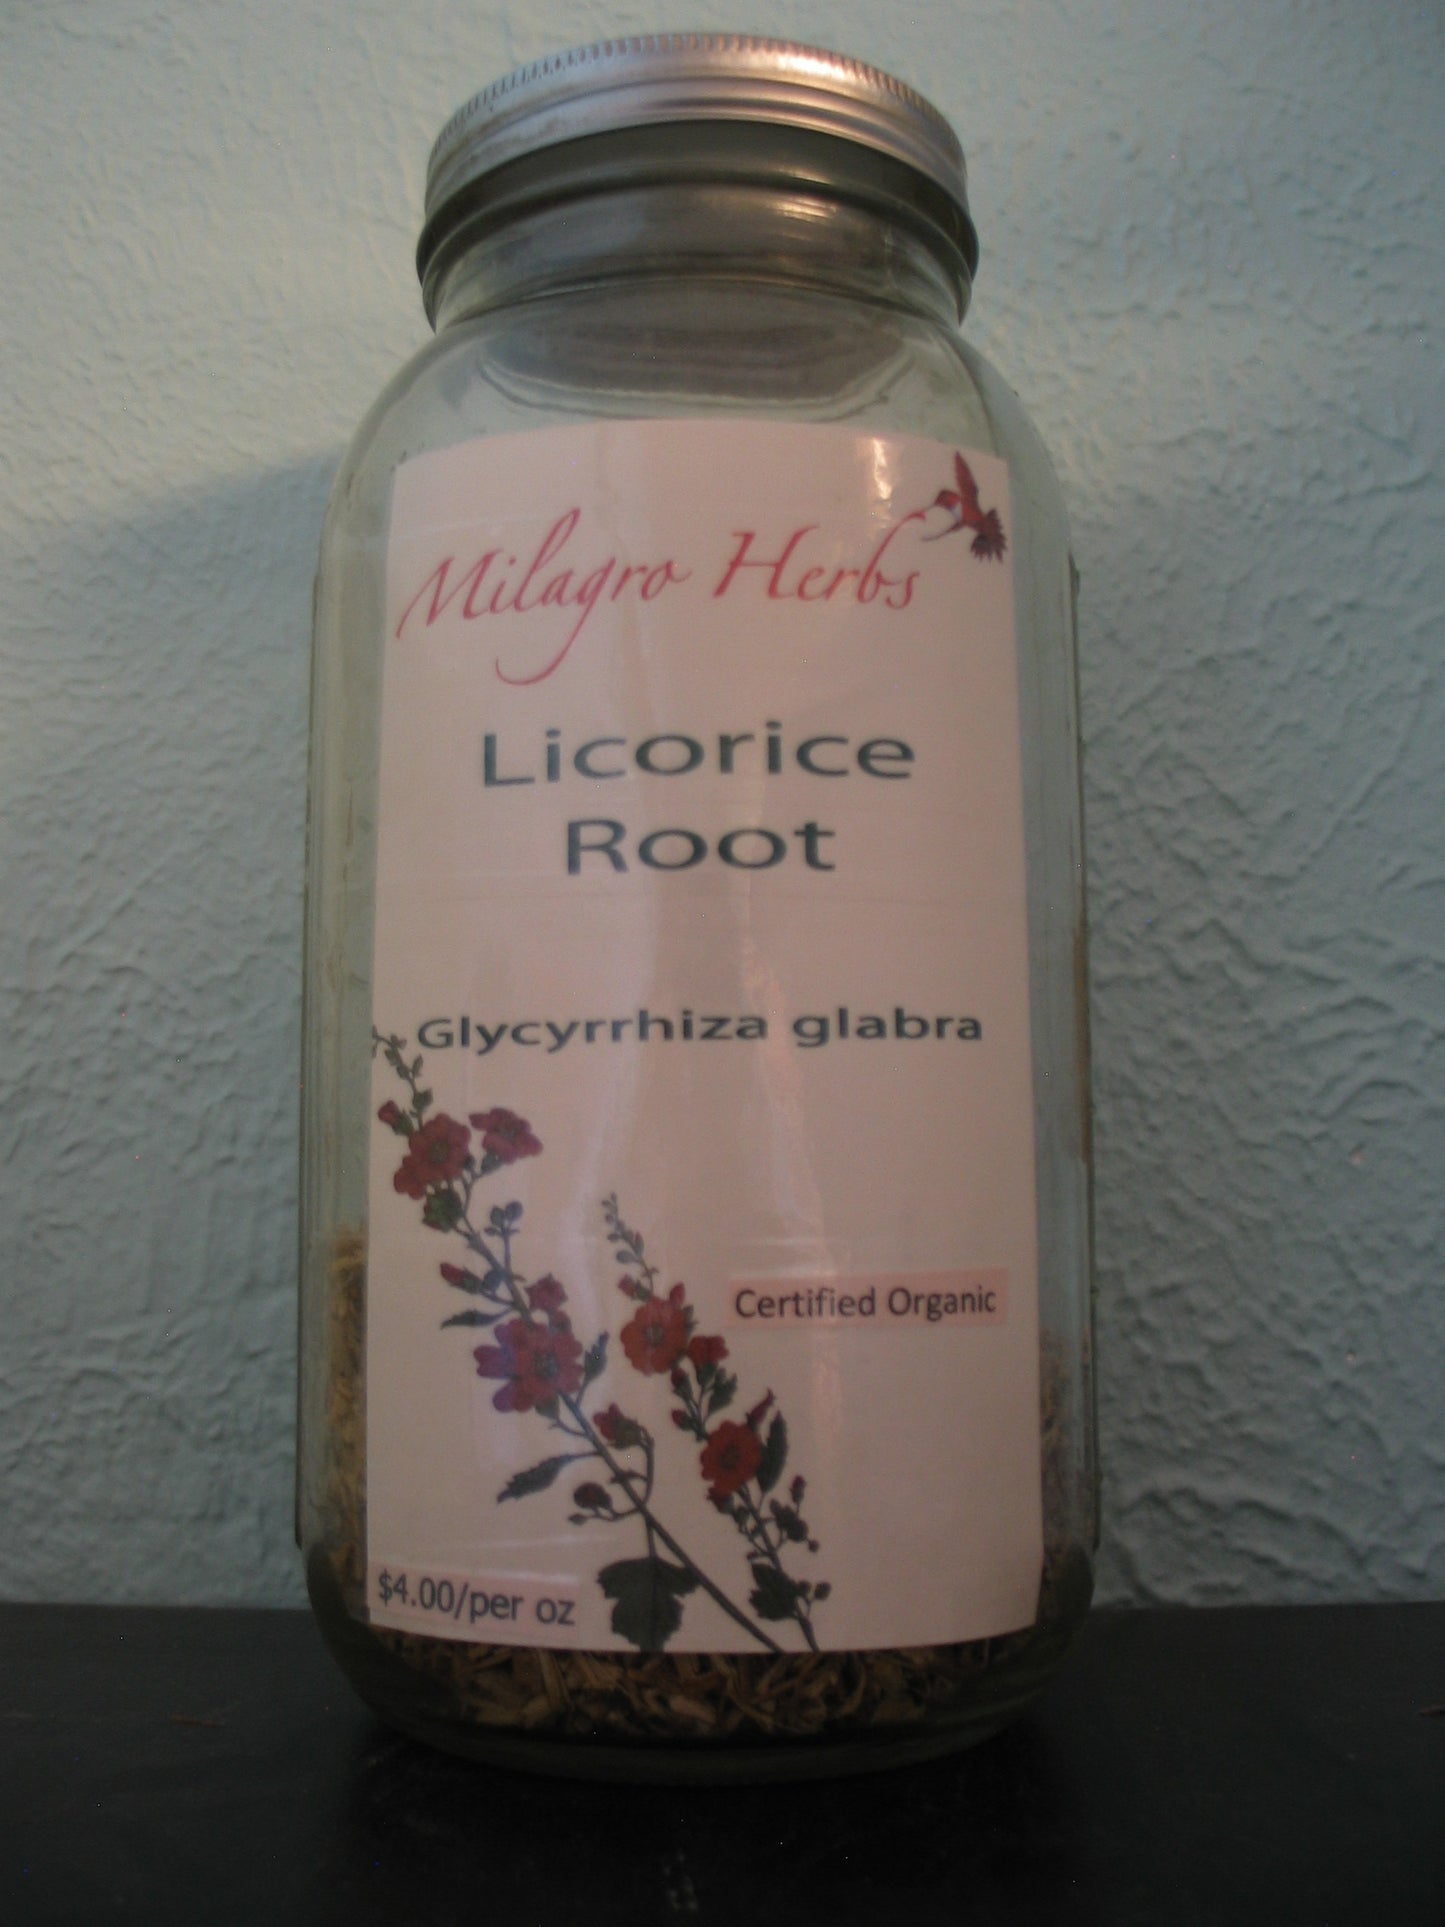 Milagro Herbs
Licorice
Root
Glycyrrhiza glabra
Certified Organic
$4.00/per oz